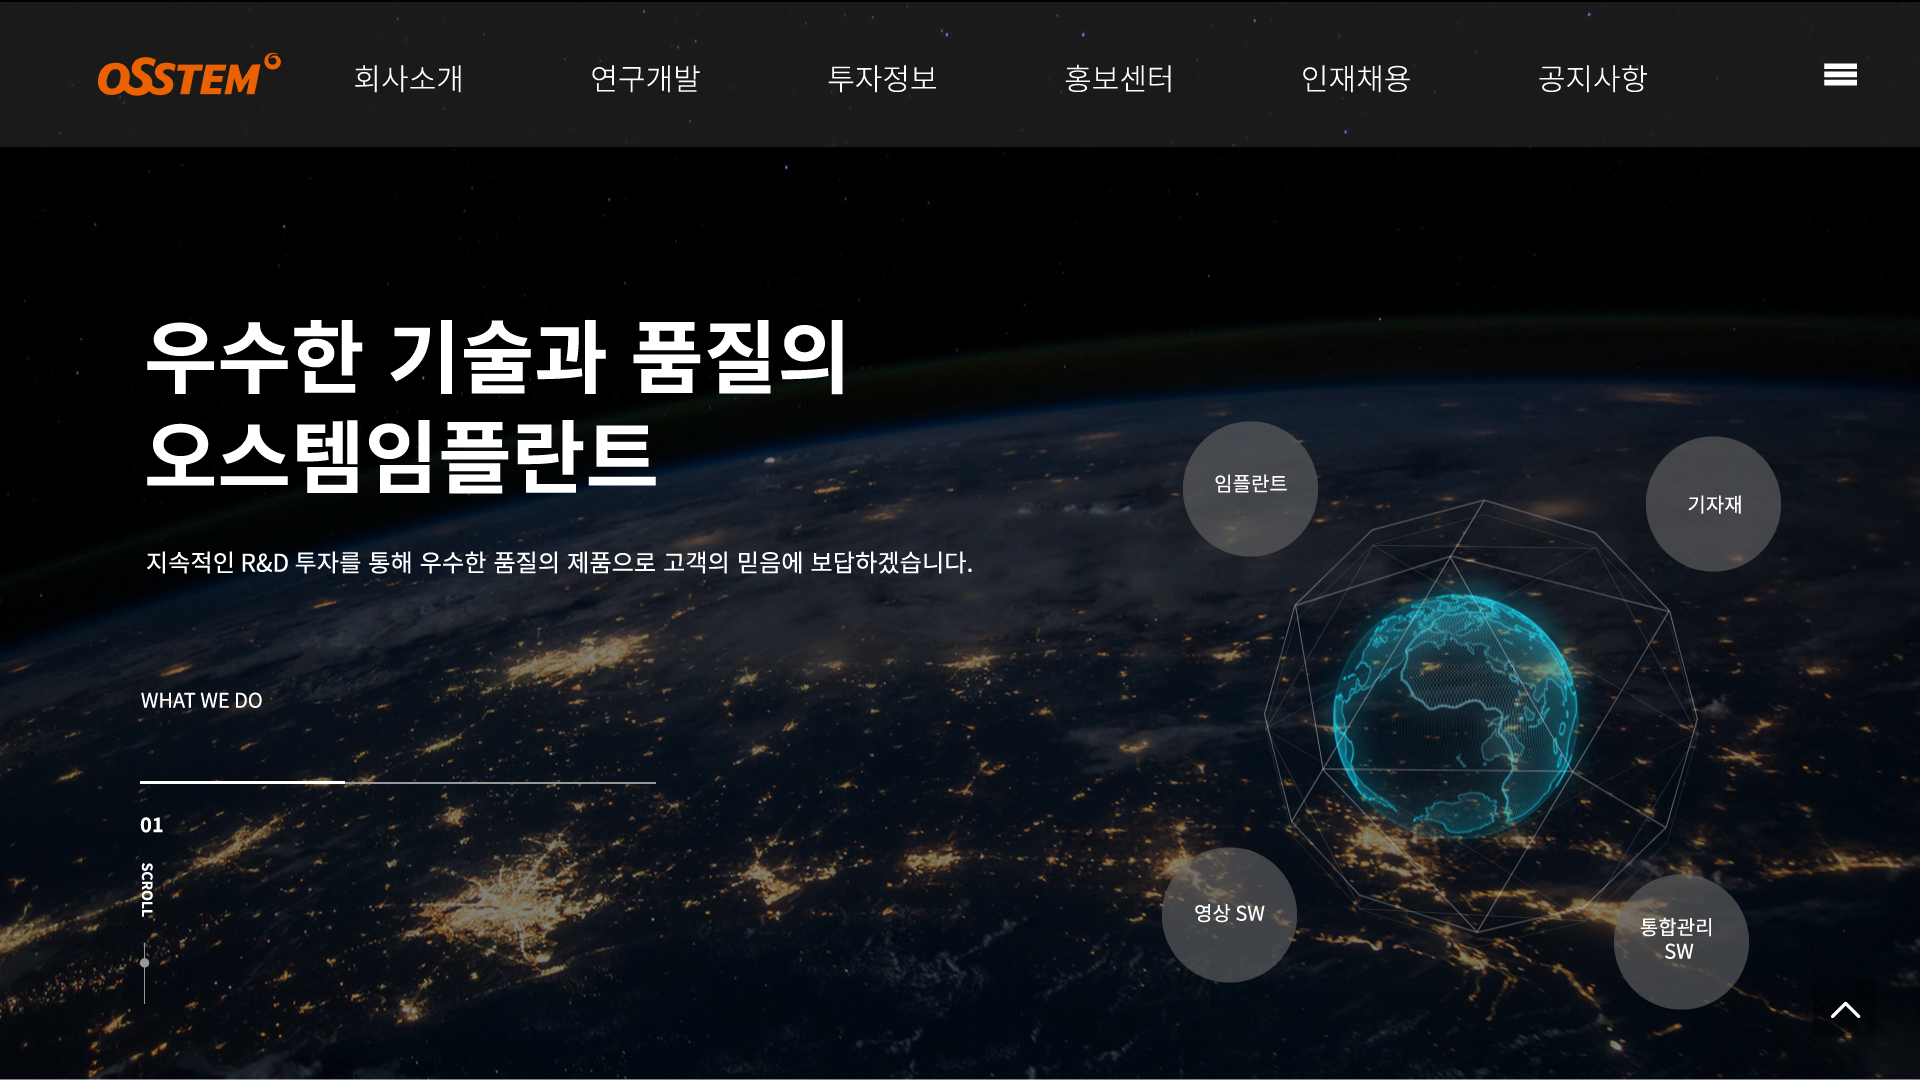 OSSTEM
회사소개
연구개발
투자정보
홍보센터
인재채용
공지사항
우수한 기술과 품질의
오스템임플란트
지속적인 R&D 투자를 통해 우수한 품질의 제품으로 고객의 믿음에 보답하겠습니다.
임플란트
기자재
WHAT WE DO
01
SCROLL
영상 SW
통합관리
SW